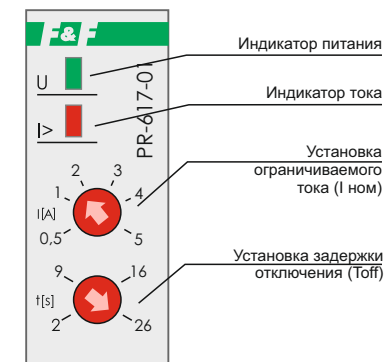 F&F
Индикатор питания
U
Индикатор тока
I>
PR-617-01
Установка
ограничиваемого
тока (I ном)
2 3
1 4
I[A]
0,5 5
Установка задержки
отключения (Toff)
9 16
t[s]
2 26